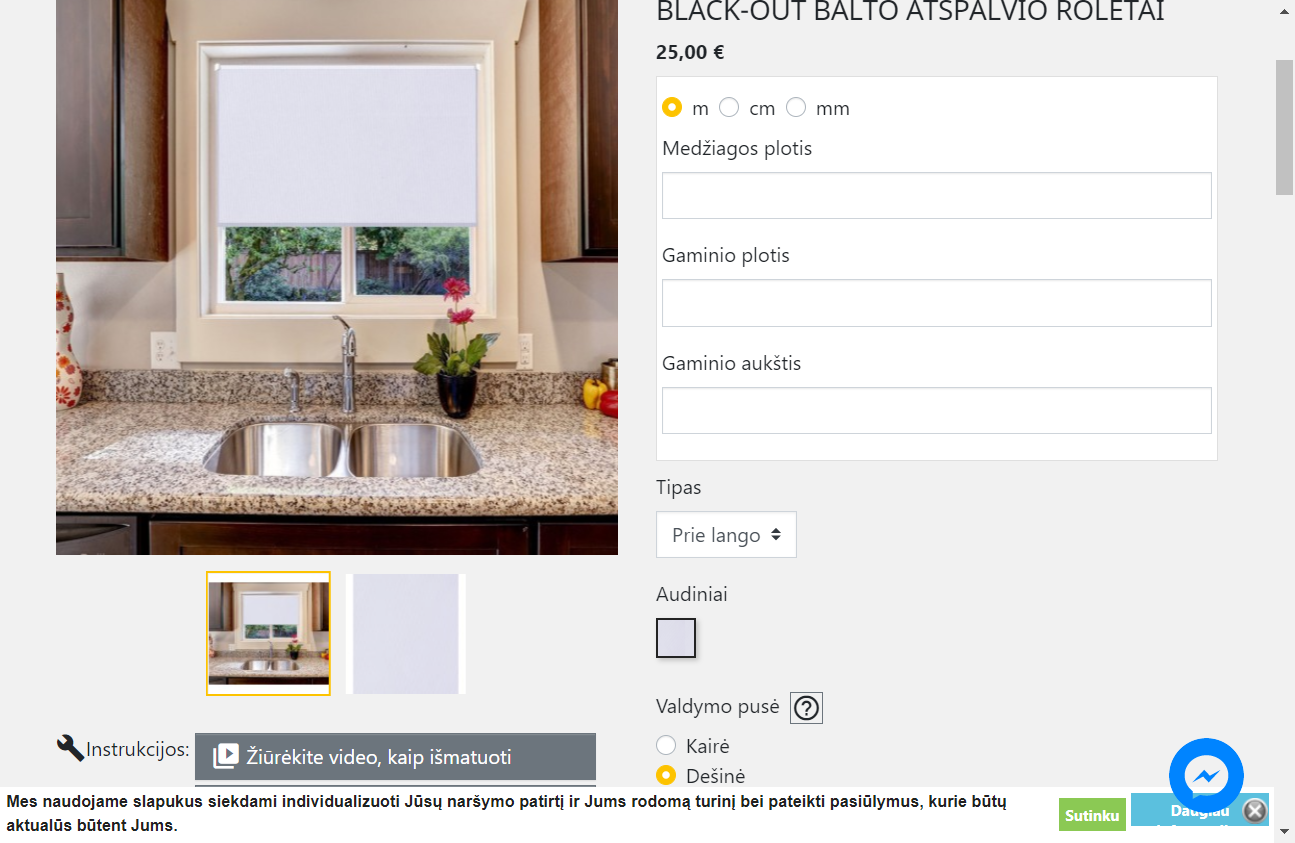 BLACK-OUT BALTO ATSPALVIO ROLETAI
25,00 €
m cm mm
Medžiagos plotis
Gaminio plotis
Gaminio aukštis
Tipas
Prie lango
Audiniai
Valdymo pusė
Kairė
Dešinė
Instrukcijos: Žiūrėkite video, kaip išmatuoti
Mes naudojame slapukus siekdami individualizuoti Jūsų naršymo patirtį ir Jums rodomą turinį bei pateikti pasiūlymus, kurie būtų
aktualūs būtent Jums.
Sutinku
Daugiau